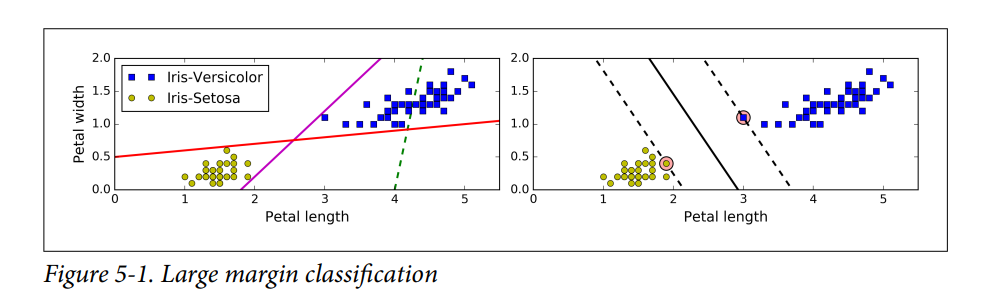 2.0
1.5
1.0
0.5
0.0
Petal width
Iris-Versicolor
Iris-Setosa
0 1 2 3 4 5
Petal length
2.0
1.5
1.0
0.5
0.0
0 1 2 3 4 5
Petal length
Figure 5-1. Large margin classification